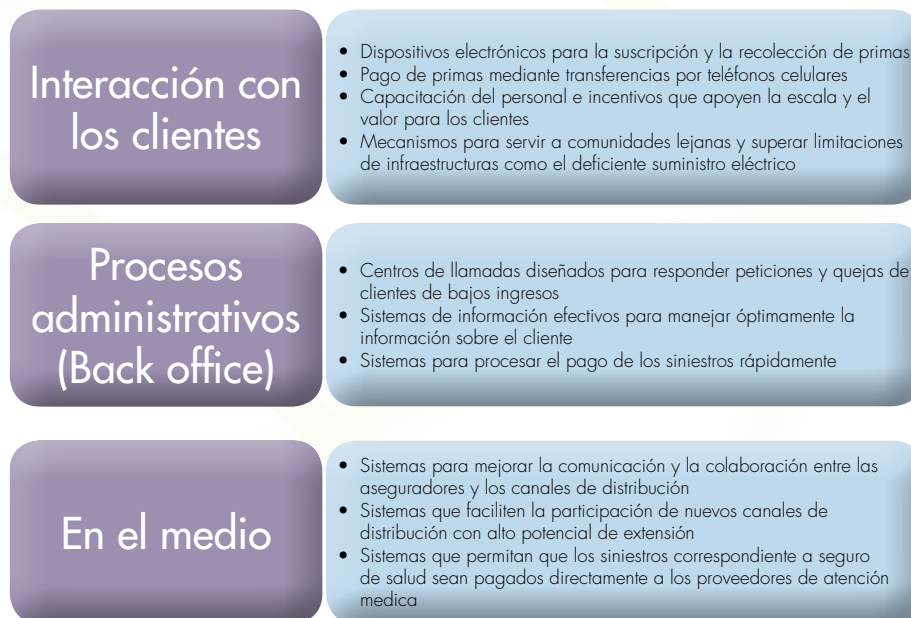 Interacción con
los clientes
• Dispositivos electrónicos para la suscripción y la recolección de primas
• Pago de primas mediante transferencias por teléfonos celulares
• Capacitación del personal e incentivos que apoyen la escala y el
valor para los clientes
• Mecanismos para servir a comunidades lejanas y superar limitaciones
de infraestructuras como el deficiente suministro eléctrico
Procesos
administrativos
(Back office)
• Centros de llamadas diseñados para responder peticiones y quejas de
clientes de bajos ingresos
• Sistemas de información efectivos para manejar óptimamente la
información sobre el cliente
• Sistemas para procesar el pago de los siniestros rápidamente
En el medio
• Sistemas para mejorar la comunicación y la colaboración entre las
aseguradores y los canales de distribución
• Sistemas que faciliten la participación de nuevos canales de
distribución con alto potencial de extensión
• Sistemas que permitan que los siniestros correspondiente a seguro
de salud sean pagados directamente a los proveedores de atención
medica